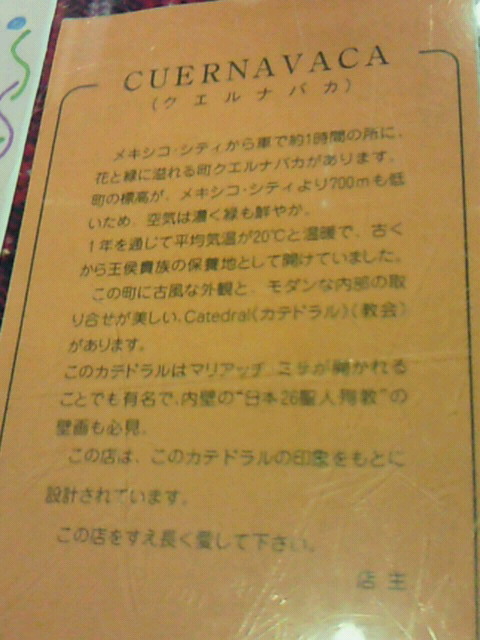 CUERNAVACA
(クエルナバカ)
メキシコ・シティから車で約1時間の所に、
花と緑に溢れる町クエルナバカがあります。
町の標高が、メキシコ・シティより700mも低
いため、空気は濃く緑も鮮やか。
1年を通じて平均気温が20℃と温暖で、古く
から王侯貴族の保養地として開けていました。
この町に古風な外観と、モダンな内部の取
り合せが美しい、Catedral(カテドラル)(教会)
があります。
このカテドラルはマリアッチ ミサが開かれる
ことでも有名で、内壁の“日本26聖人殉教”の
壁画も必見。
この店は、このカテドラルの印象をもとに
設計されています。
この店をすえ長く愛して下さい。
店主